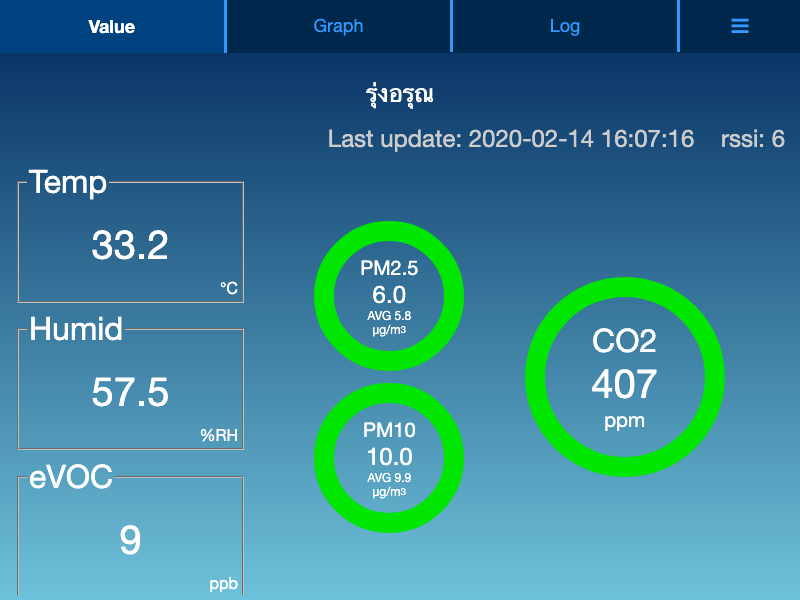 Value
Graph
Log
รุ่งอรุณ
Last update: 2020-02-14 16:07:16 rssi: 6
Temp
33.2
°C
Humid
57.5
%RH
eVOC
9
ppb
PM2.5
6.0
AVG 5.8
µg/m³
PM10
10.0
AVG 9.9
µg/m³
CO2
407
ppm